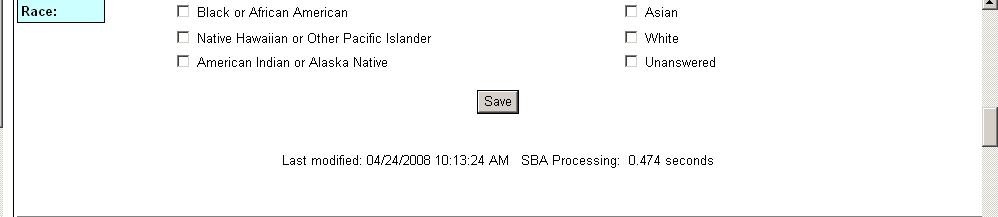 Race: Black or African American Asian
Native Hawaiian or Other Pacific Islander White
American Indian or Alaska Native Unanswered
Save
Last modified: 04/24/2008 10:13:24 AM SBA Processing: 0.474 seconds